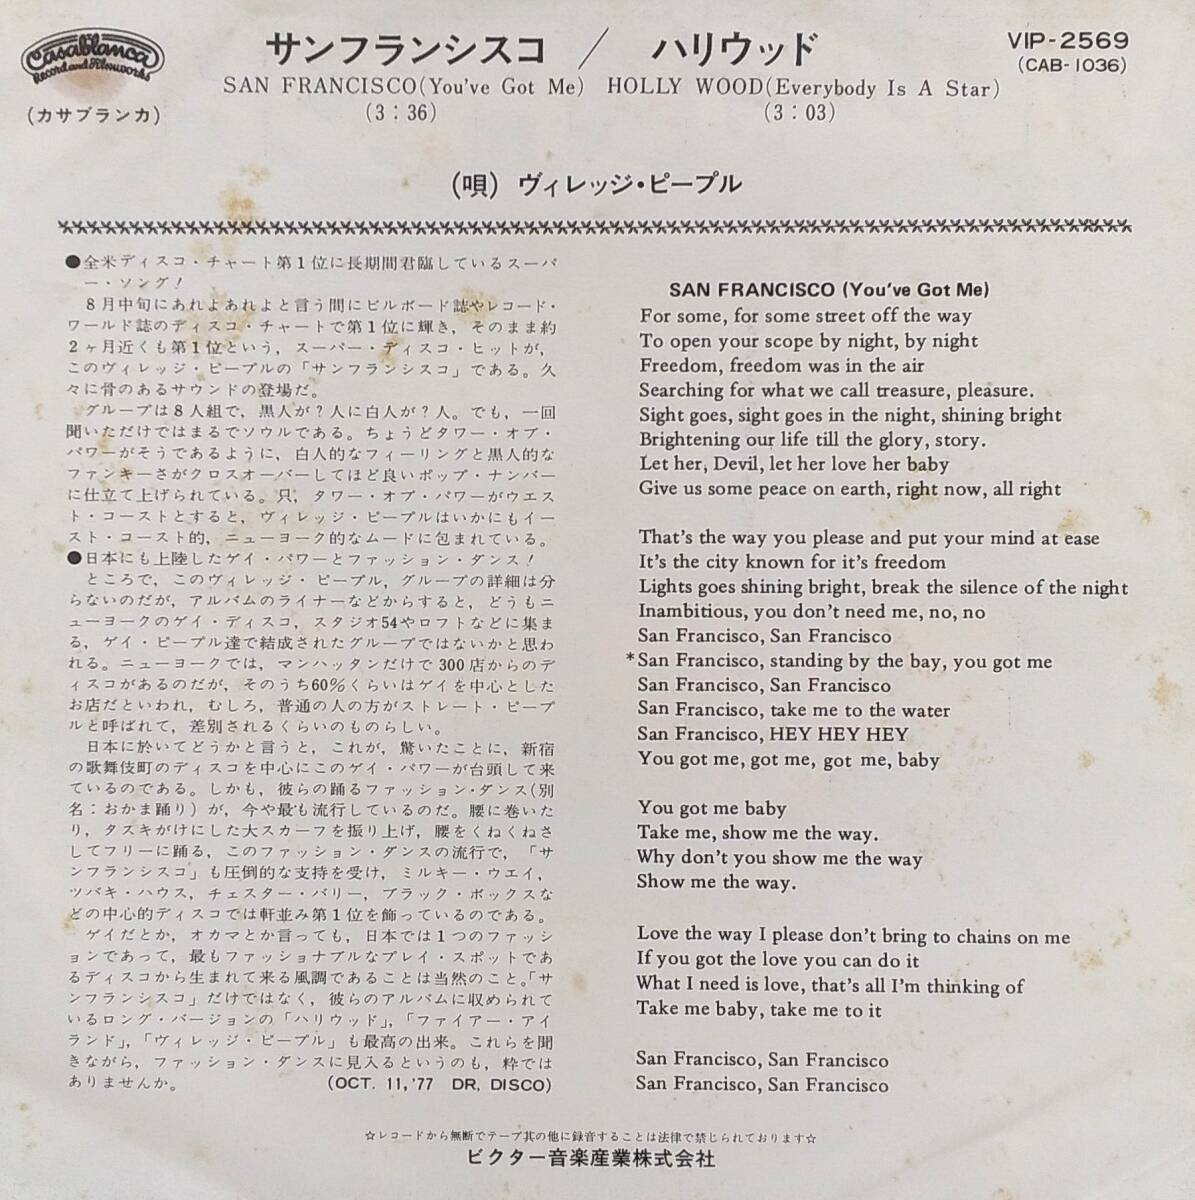 Casablanca
Record and Filmworks
(カサブランカ)
サンフランシスコ / ハリウッド
SAN FRANCISCO(You've Got Me) HOLLY WOOD(Everybody Is A Star)
(3:36) (3:03)
VIP-2569
(CAB-1036)
(唄) ヴィレッジ・ピープル
●全米ディスコ・チャート第1位に長期間君臨しているスーパ
ー・ソング!
8月中旬にあれよあれよと言う間にビルボード誌やレコード・
ワールド誌のディスコ・チャートで第1位に輝き,そのまま約
2ヶ月近くも第1位という,スーパー・ディスコ・ヒットが,
このヴィレッジ・ピープルの「サンフランシスコ」である。久
々に骨のあるサウンドの登場だ。
グループは8人組で,黒人が?人に白人が?人。でも,一回
聞いただけではまるでソウルである。ちょうどタワー・オブ・
パワーがそうであるように,白人的なフィーリングと黒人的な
ファンキーさがクロスオーバーしてほど良いポップ・ナンバー
に仕立て上げられている。只,タワー・オブ・パワーがウエス
ト・コーストとすると,ヴィレッジ・ピープルはいかにもイー
スト・コースト的,ニューヨーク的なムードに包まれている。
●日本にも上陸したゲイ・パワーとファッション・ダンス!
ところで,このヴィレッジ・ピープル,グループの詳細は分
らないのだが,アルバムのライナーなどからすると,どうもニ
ューヨークのゲイ・ディスコ,スタジオ54やロフトなどに集ま
る,ゲイ・ピープル達で結成されたグループではないかと思わ
れる。ニューヨークでは,マンハッタンだけで300店からのデ
ィスコがあるのだが,そのうち60%くらいはゲイを中心とした
お店だといわれ,むしろ,普通の人の方がストレート・ピープ
ルと呼ばれて,差別されるくらいのものらしい。
日本に於いてどうかと言うと,これが,驚いたことに,新宿
の歌舞伎町のディスコを中心にこのゲイ・パワーが台頭して来
ているのである。しかも,彼らの踊るファッション・ダンス(別
名:おかま踊り)が,今や最も流行しているのだ。腰に巻いた
り,タスキがけにした大スカーフを振り上げ,腰をくねくねさ
してフリーに踊る,このファッション・ダンスの流行で,「サ
ンフランシスコ」も圧倒的な支持を受け,ミルキー・ウエイ,
ツバキ・ハウス,チェスター・バリー,ブラック・ボックスな
どの中心的ディスコでは軒並み第1位を飾っているのである。
ゲイだとか,オカマとか言っても,日本では1つのファッシ
ョンであって,最もファッショナブルなプレイ・スポットであ
るディスコから生まれて来る風調であることは当然のこと。「サ
ンフランシスコ」だけではなく,彼らのアルバムに収められて
いるロング・バージョンの「ハリウッド」,「ファイアー・アイ
ランド」,「ヴィレッジ・ピープル」も最高の出来。これらを聞
きながら,ファッション・ダンスに見入るというのも,粋では
ありませんか。 (OCT. 11,'77 DR, DISCO)
SAN FRANCISCO (You've Got Me)
For some, for some street off the way
To open your scope by night, by night
Freedom, freedom was in the air
Searching for what we call treasure, pleasure.
Sight goes, sight goes in the night, shining bright
Brightening our life till the glory, story.
Let her, Devil, let her love her baby
Give us some peace on earth, right now, all right
That's the way you please and put your mind at ease
It's the city known for it's freedom
Lights goes shining bright, break the silence of the night
Inambitious, you don't need me, no, no
San Francisco, San Francisco
*San Francisco, standing by the bay, you got me
San Francisco, San Francisco
San Francisco, take me to the water
San Francisco, HEY HEY HEY
You got me, got me, got me, baby
You got me baby
Take me, show me the way.
Why don't you show me the way
Show me the way.
Love the way I please don't bring to chains on me
If you got the love you can do it
What I need is love, that's all I'm thinking of
Take me baby, take me to it
San Francisco, San Francisco
San Francisco, San Francisco
☆レコードから無断でテープ其の他に録音することは法律で禁じられております☆
ビクター音楽産業株式会社